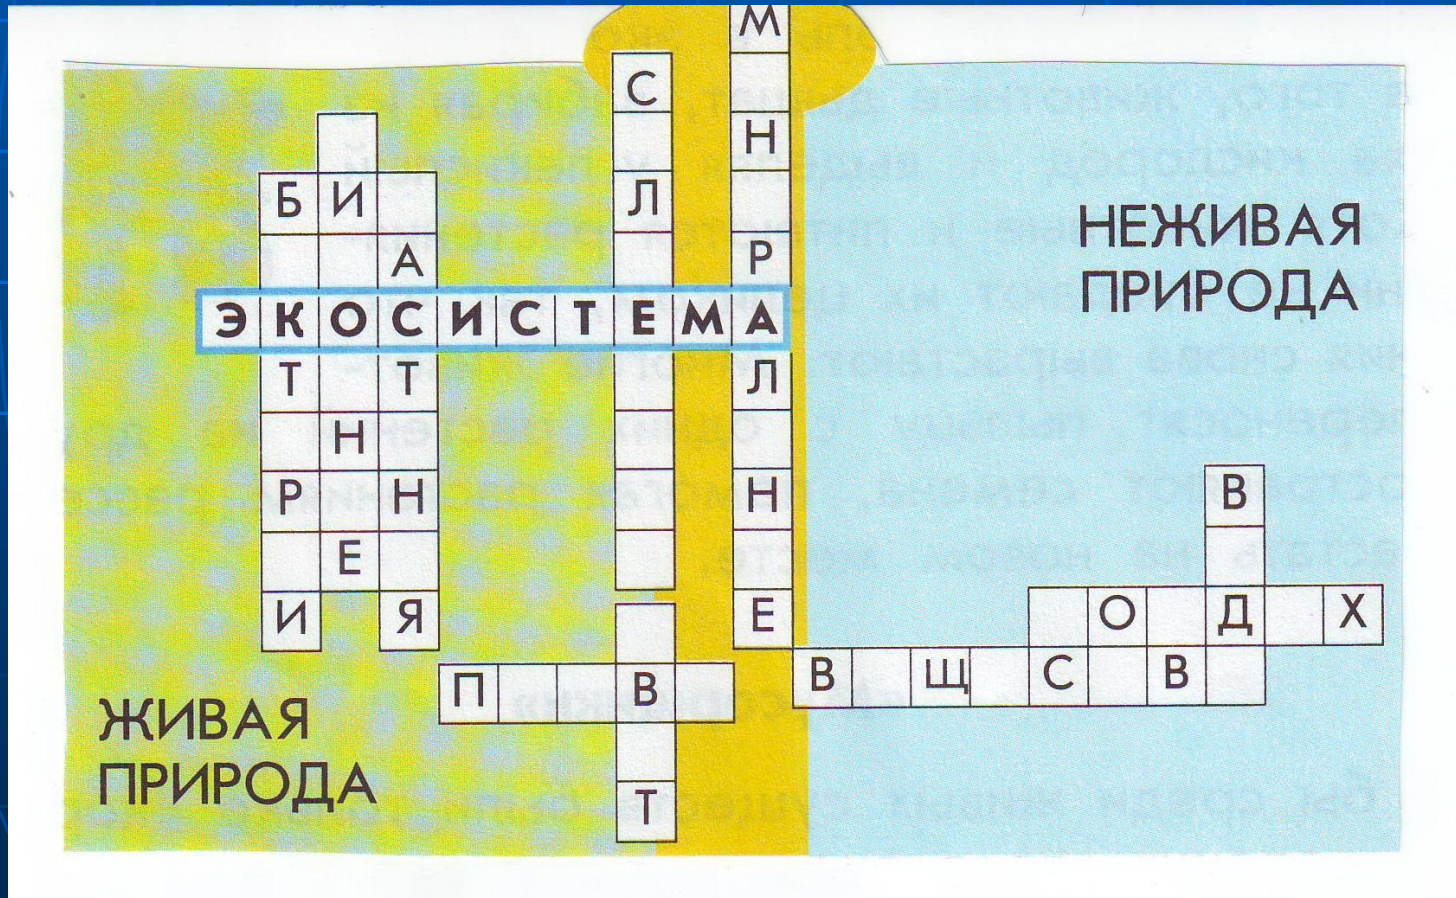 М
С
Н
Б И Л
НЕЖИВАЯ
ПРИРОДА
А Р
ЭКОСИСТЕМА
Т Т Л
Н
Р Н Н В
Е
И Я Е О Д Х
П В В Щ С В
ЖИВАЯ
ПРИРОДА
Т